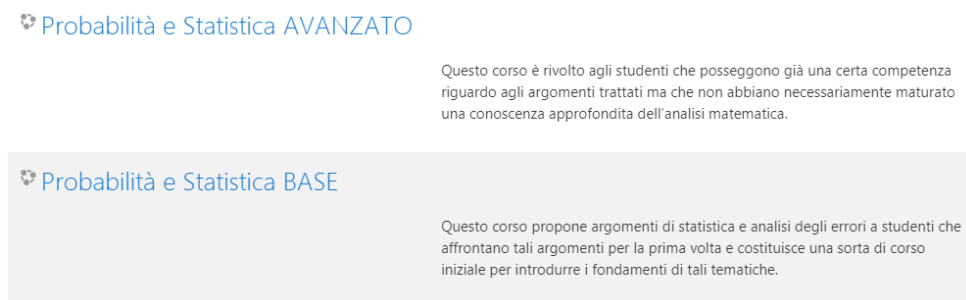 Probabilità e Statistica AVANZATO
Questo corso è rivolto agli studenti che posseggono già una certa competenza
riguardo agli argomenti trattati ma che non abbiano necessariamente maturato
una conoscenza approfondita dell'analisi matematica.
Probabilità e Statistica BASE
Questo corso propone argomenti di statistica e analisi degli errori a studenti che
affrontano tali argomenti per la prima volta e costituisce una sorta di corso
iniziale per introdurre i fondamenti di tali tematiche.